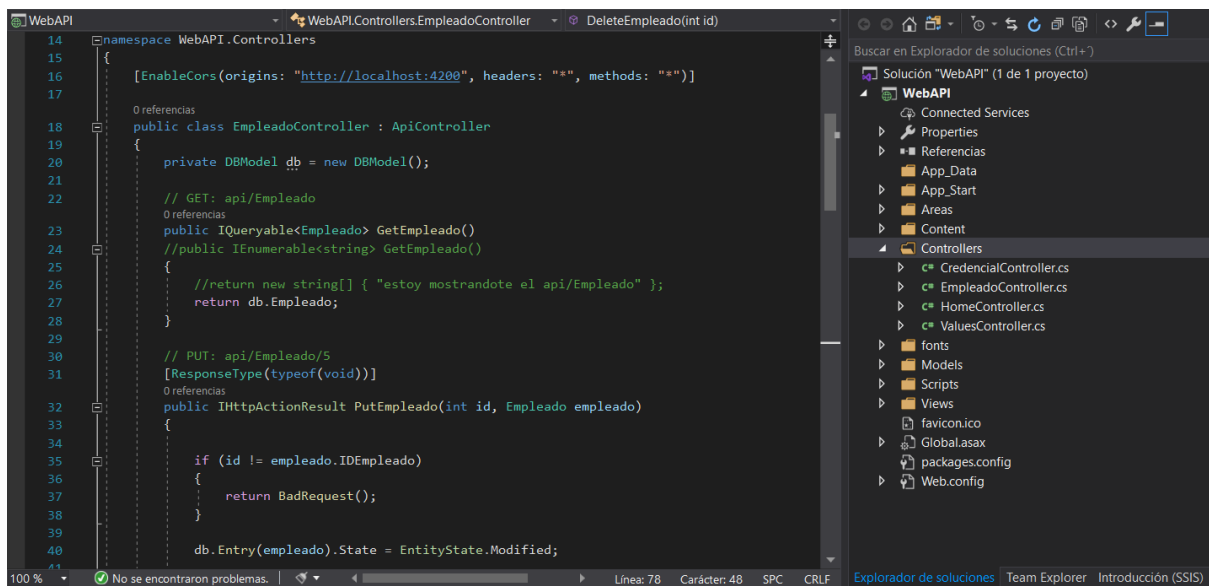 WebAPI
WebAPI.Controllers.EmpleadoController
DeleteEmpleado(int id)
14 namespace WebAPI.Controllers
15 {
16 [EnableCors(origins: "http://localhost:4200", headers: "*", methods: "*")]
17
0 referencias
18 public class EmpleadoController : ApiController
19 {
20 private DBModel db = new DBModel();
21
22 // GET: api/Empleado
0 referencias
23 public IQueryable<Empleado> GetEmpleado()
24 //public IEnumerable<string> GetEmpleado()
25 {
26 //return new string[] { "estoy mostrandote el api/Empleado" };
27 return db.Empleado;
28 }
29
30 // PUT: api/Empleado/5
31 [ResponseType(typeof(void))]
0 referencias
32 public IHttpActionResult PutEmpleado(int id, Empleado empleado)
33 {
34
35 if (id != empleado.IDEmpleado)
36 {
37 return BadRequest();
38 }
39
40 db.Entry(empleado).State = EntityState.Modified;
41
100 %
No se encontraron problemas.
Línea: 78
Carácter: 48
SPC
CRLF
Buscar en Explorador de soluciones (Ctrl+´)
Solución "WebAPI" (1 de 1 proyecto)
WebAPI
Connected Services
Properties
Referencias
App_Data
App_Start
Areas
Content
Controllers
C# CredencialController.cs
C# EmpleadoController.cs
C# HomeController.cs
C# ValuesController.cs
fonts
Models
Scripts
Views
favicon.ico
Global.asax
packages.config
Web.config
Explorador de soluciones
Team Explorer
Introducción (SSIS)